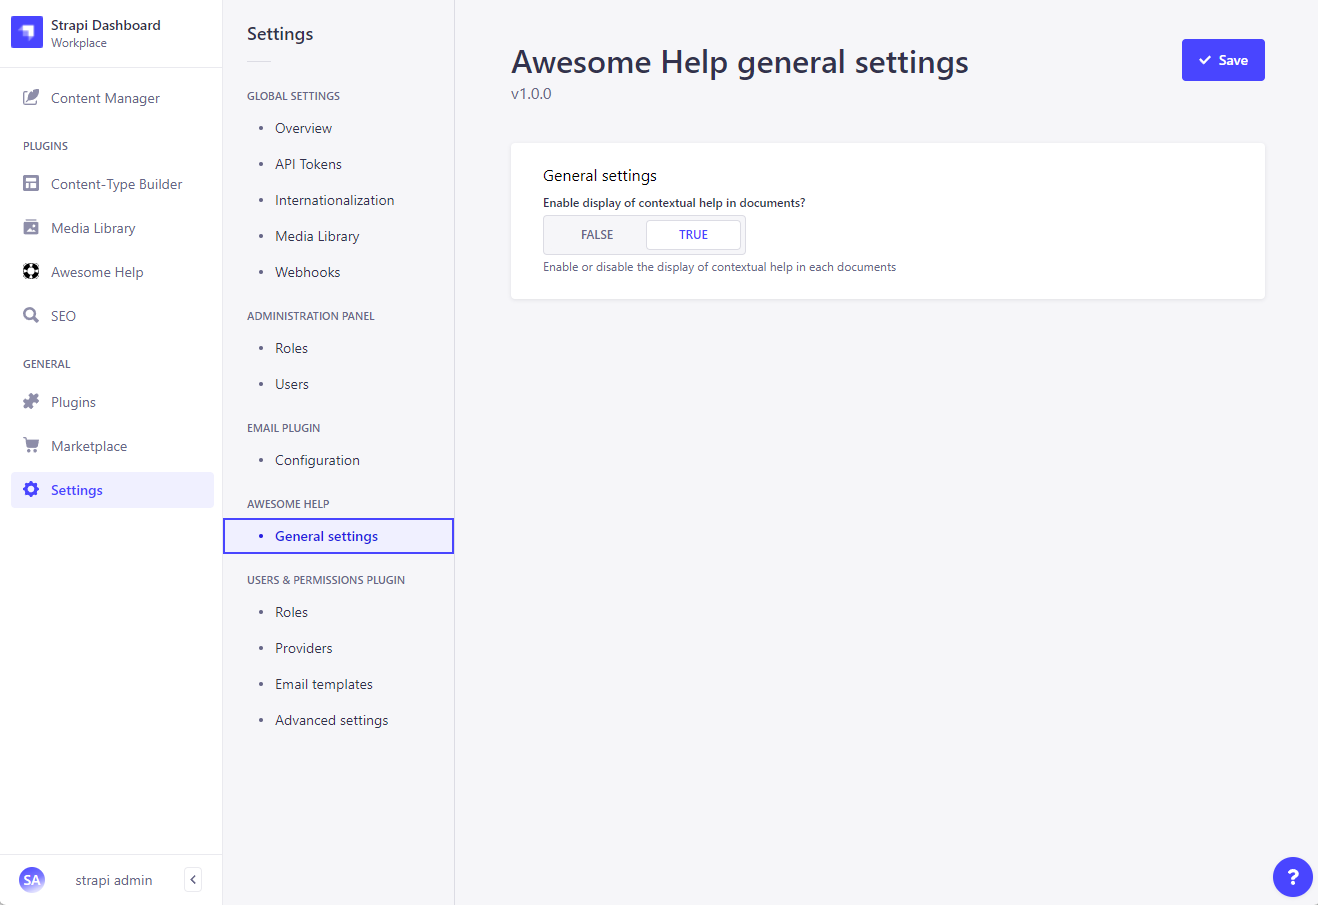 Strapi Dashboard
Workplace
Content Manager
PLUGINS
Content-Type Builder
Media Library
Awesome Help
SEO
GENERAL
Plugins
Marketplace
Settings
SA
strapi admin
Settings
GLOBAL SETTINGS
Overview
API Tokens
Internationalization
Media Library
Webhooks
ADMINISTRATION PANEL
Roles
Users
EMAIL PLUGIN
Configuration
AWESOME HELP
General settings
USERS & PERMISSIONS PLUGIN
Roles
Providers
Email templates
Advanced settings
Awesome Help general settings
v1.0.0
Save
General settings
Enable display of contextual help in documents?
FALSE TRUE
Enable or disable the display of contextual help in each documents
?